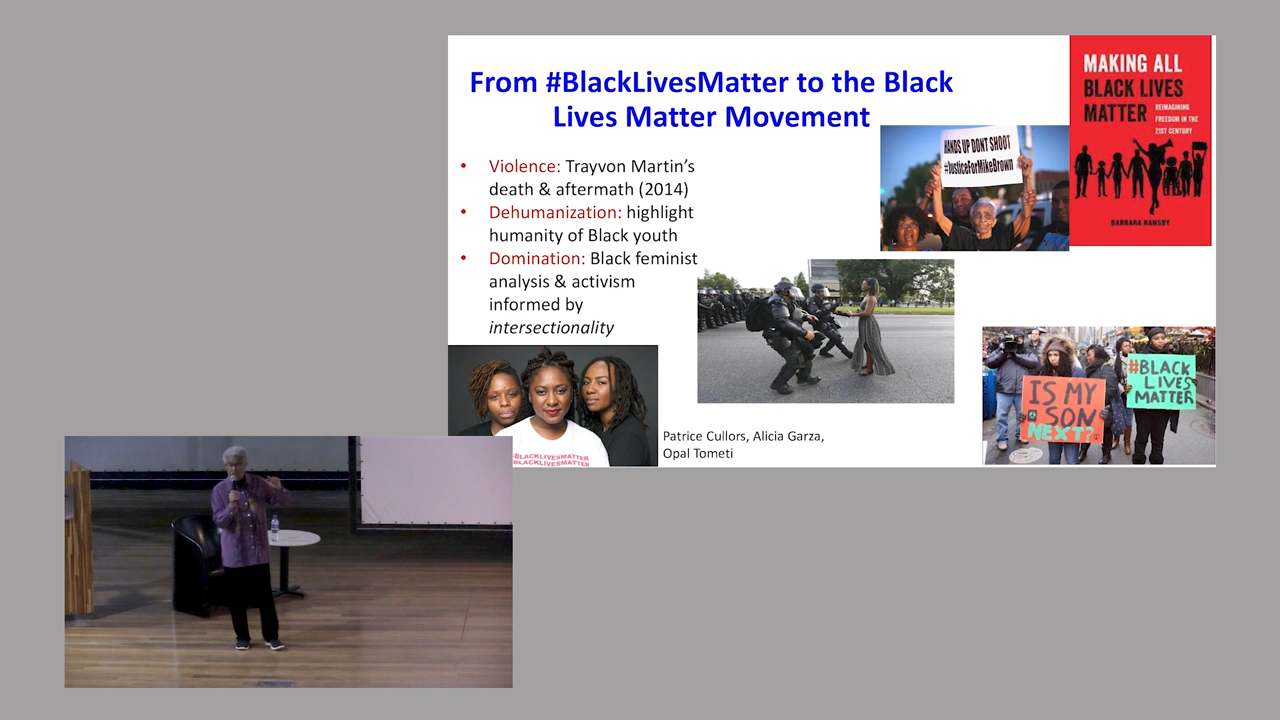 From #BlackLivesMatter to the Black
Lives Matter Movement
• Violence: Trayvon Martin’s
death & aftermath (2014)
• Dehumanization: highlight
humanity of Black youth
• Domination: Black feminist
analysis & activism
informed by
intersectionality
MAKING ALL
BLACK LIVES
MATTER
REIMAGINING
FREEDOM IN THE
21ST CENTURY
BARBARA RANSBY
HANDS UP DONT SHOOT
#JusticeForMikeBrown
IS MY
SON
NEXT?
#BLACK
LIVES
MATTER
#BLACKLIVESMATTER
#BLACKLIVESMATTER
Patrice Cullors, Alicia Garza,
Opal Tometi